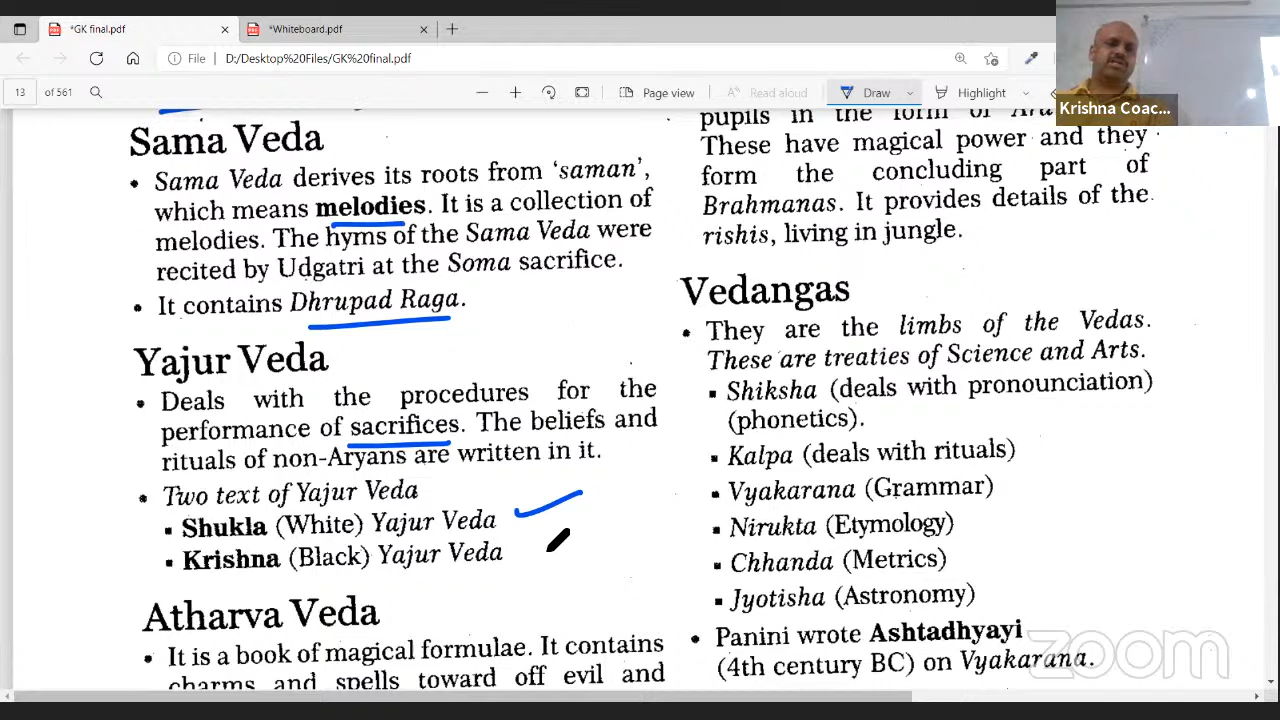 *GK final.pdf
*Whiteboard.pdf
File
D:/Desktop%20Files/GK%20final.pdf
13 of 561
Page view
Read aloud
Draw
Highlight
Krishna Coac...
Sama Veda
• Sama Veda derives its roots from ‘saman’,
which means melodies. It is a collection of
melodies. The hyms of the Sama Veda were
recited by Udgatri at the Soma sacrifice.
• It contains Dhrupad Raga.
Yajur Veda
• Deals with the procedures for the
performance of sacrifices. The beliefs and
rituals of non-Aryans are written in it.
• Two text of Yajur Veda
▪ Shukla (White) Yajur Veda
▪ Krishna (Black) Yajur Veda
Atharva Veda
• It is a book of magical formulae. It contains
charms and spells toward off evil and
pupils in the form of
These have magical power and they
form the concluding part of
Brahmanas. It provides details of the
rishis, living in jungle.
Vedangas
• They are the limbs of the Vedas.
These are treaties of Science and Arts.
▪ Shiksha (deals with pronounciation)
(phonetics).
▪ Kalpa (deals with rituals)
▪ Vyakarana (Grammar)
▪ Nirukta (Etymology)
▪ Chhanda (Metrics)
▪ Jyotisha (Astronomy)
• Panini wrote Ashtadhyayi
(4th century BC) on Vyakarana.
zoom